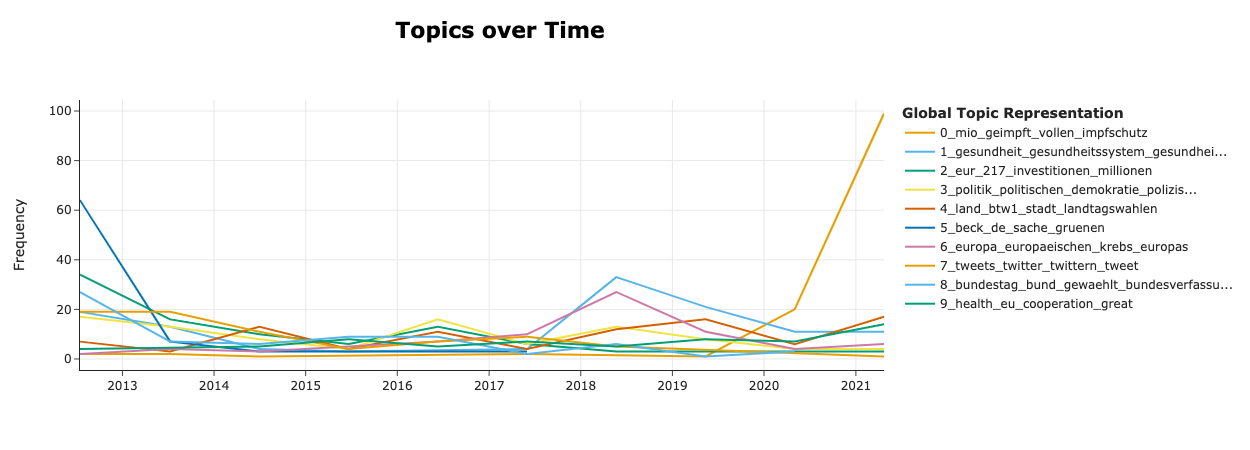 Topics over Time
Frequency
100
80
60
40
20
0
2013 2014 2015 2016 2017 2018 2019 2020 2021
Global Topic Representation
0_mio_geimpft_vollen_impfschutz
1_gesundheit_gesundheitssystem_gesundhei...
2_eur_217_investitionen_millionen
3_politik_politischen_demokratie_polizis...
4_land_btw1_stadt_landtagswahlen
5_beck_de_sache_gruenen
6_europa_europaeischen_krebs_europas
7_tweets_twitter_twittern_tweet
8_bundestag_bund_gewaehlt_bundesverfassu...
9_health_eu_cooperation_great